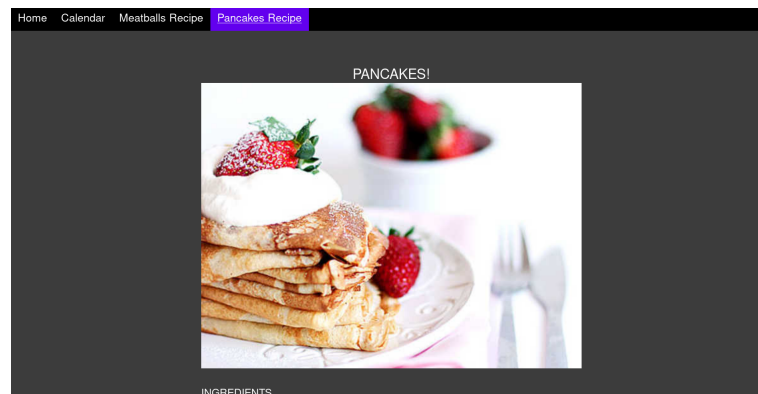 Home Calendar Meatballs Recipe Pancakes Recipe
PANCAKES!
INGREDIENTS